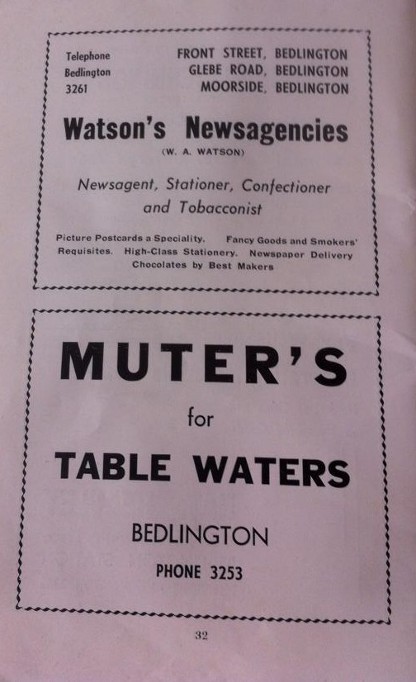 Telephone
Bedlington
3261
FRONT STREET, BEDLINGTON
GLEBE ROAD, BEDLINGTON
MOORSIDE, BEDLINGTON
Watson's Newsagencies
(W. A. WATSON)
Newsagent, Stationer, Confectioner
and Tobacconist
Picture Postcards a Speciality. Fancy Goods and Smokers'
Requisites. High-Class Stationery. Newspaper Delivery
Chocolates by Best Makers
MUTER'S
for
TABLE WATERS
BEDLINGTON
PHONE 3253
32